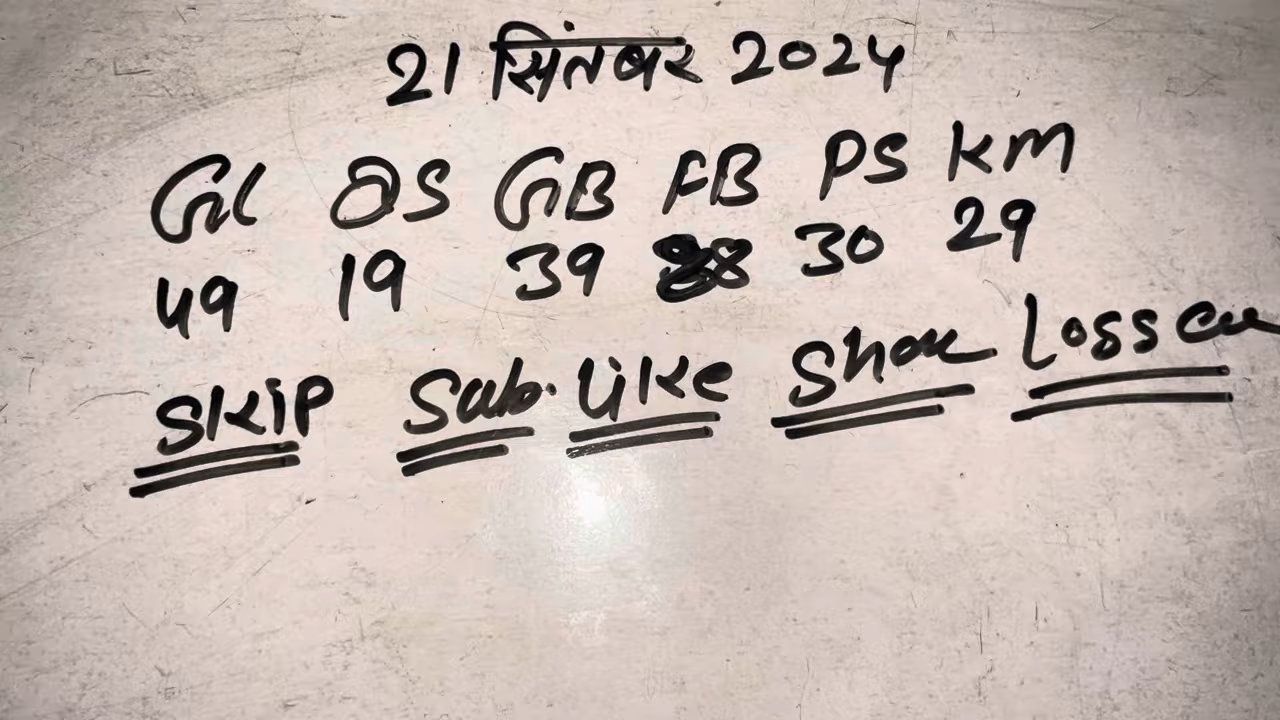 21 सितंबर 2024
GL DS GB FB PS KM
49 19 39 88 30 29
SKIP Sub. Like Share Loss